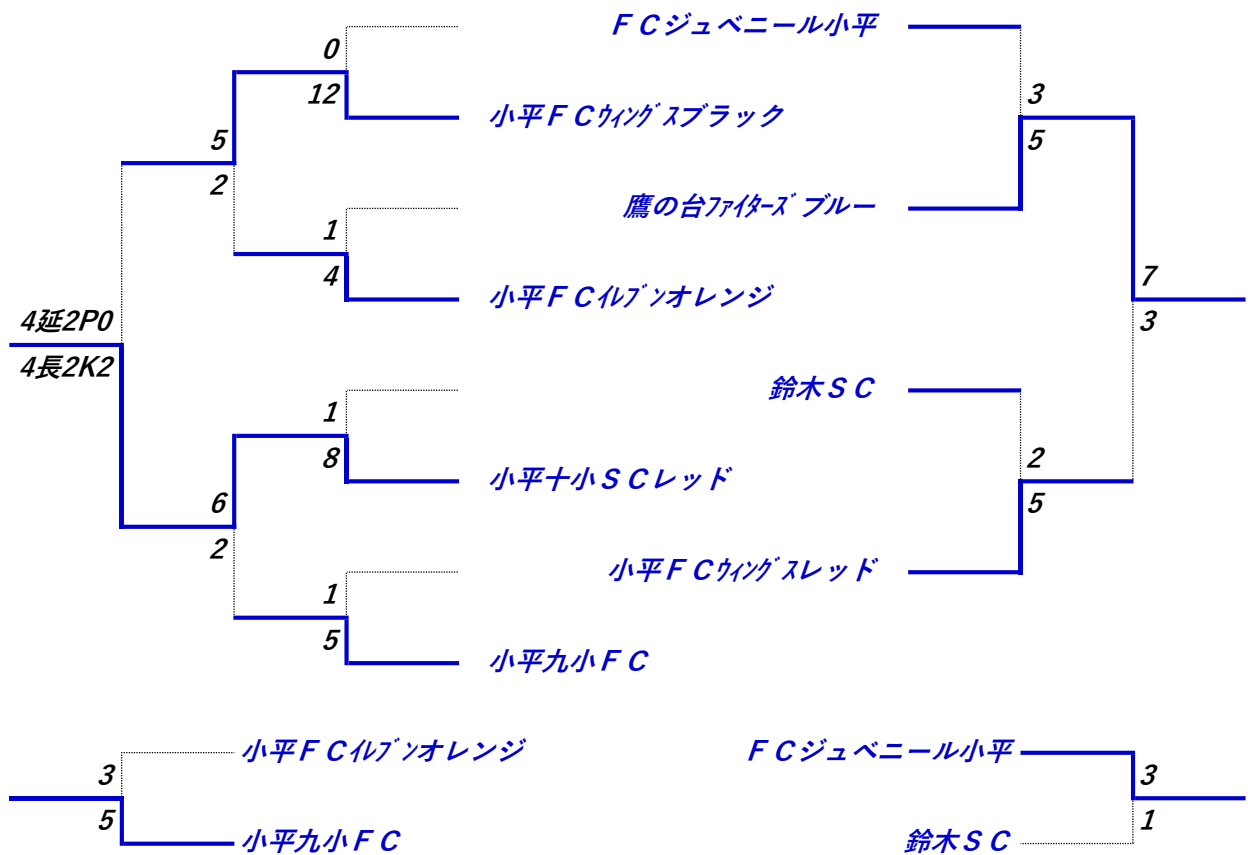 ＦＣジュベニール小平
0
12
3
小平ＦＣｳｨﾝｸﾞｽブラック
5
5
2
鷹の台ﾌｧｲﾀｰｽﾞブルー
1
4
7
小平ＦＣｲﾚﾌﾞﾝオレンジ
4延2P0
3
4長2K2
鈴木ＳＣ
1
8
2
小平十小ＳＣレッド
6
5
2
小平ＦＣｳｨﾝｸﾞｽレッド
1
5
小平九小ＦＣ
小平ＦＣｲﾚﾌﾞﾝオレンジ
ＦＣジュベニール小平
3
3
5
1
小平九小ＦＣ
鈴木ＳＣ